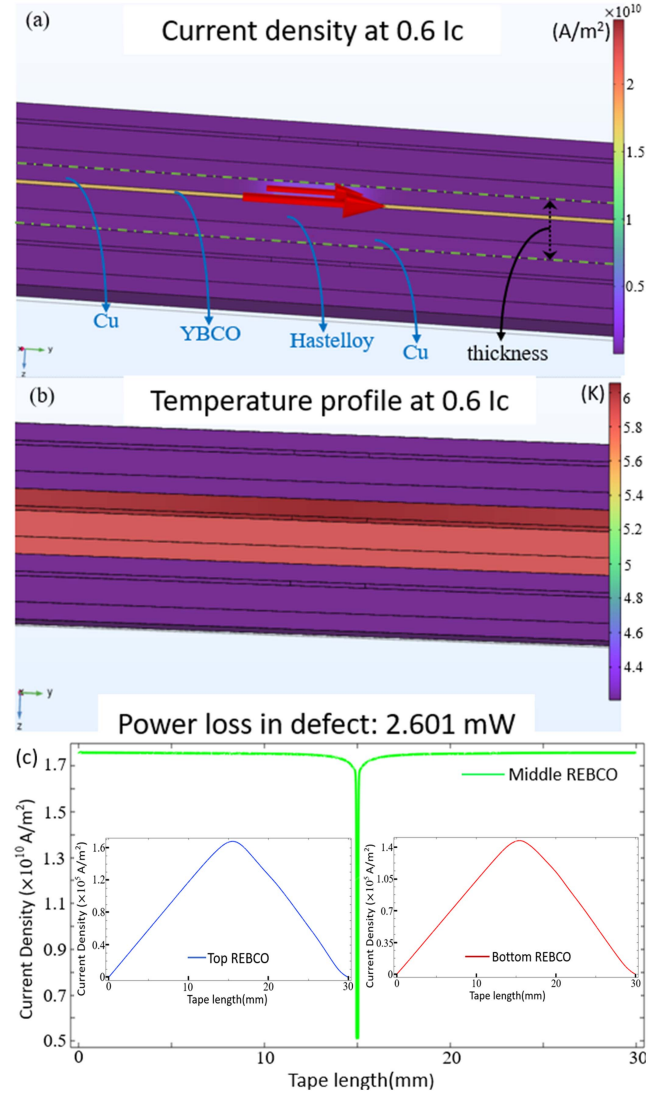 (a)
Current density at 0.6 Ic
×10¹⁰
(A/m²)
2
1.5
1
0.5
Cu
YBCO
Hastelloy
Cu
thickness
x
y
z
(b)
Temperature profile at 0.6 Ic
(K)
6
5.8
5.6
5.4
5.2
5
4.8
4.6
4.4
x
y
z
Power loss in defect: 2.601 mW
(c)
Current Density (×10¹⁰ A/m²)
1.7
1.5
1.3
1.1
0.9
0.7
0.5
Middle REBCO
Current Density (×10⁵ A/m²)
1.6
1.2
0.8
0.4
0
Top REBCO
0 10 20 30
Tape length(mm)
Current Density (×10⁵ A/m²)
1.4
1.05
0.7
0.35
0
Bottom REBCO
0 10 20 30
Tape length(mm)
0 10 20 30
Tape length(mm)